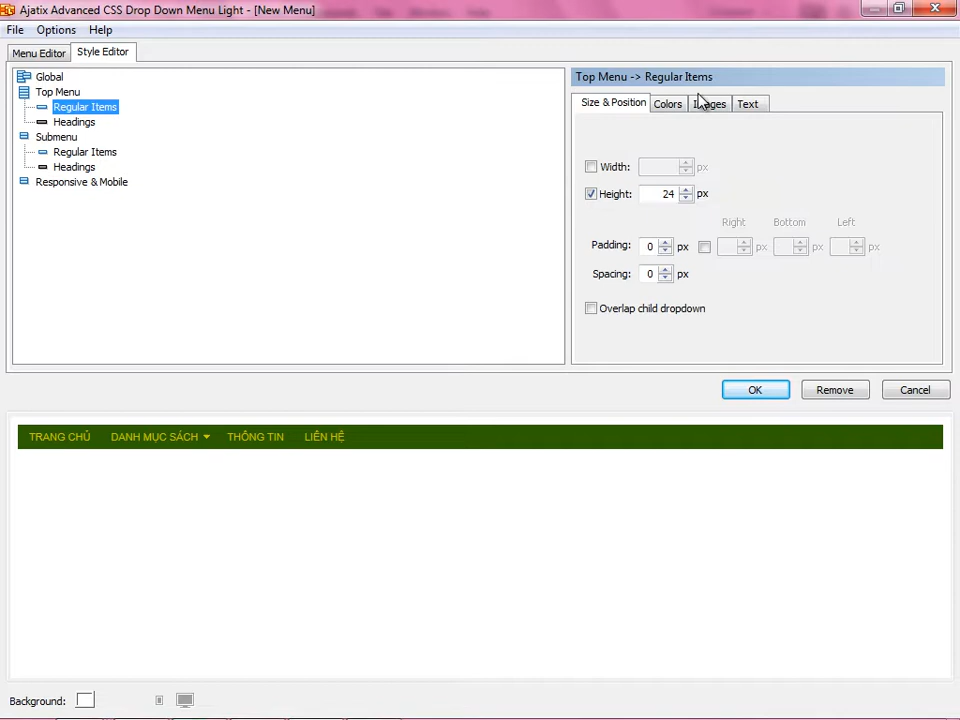 Ajatix Advanced CSS Drop Down Menu Light - [New Menu]
File Options Help
Menu Editor Style Editor
Global
Top Menu
Regular Items
Headings
Submenu
Regular Items
Headings
Responsive & Mobile
Top Menu -> Regular Items
Size & Position Colors Images Text
Width: px
Height: 24 px
Right Bottom Left
Padding: 0 px px px px
Spacing: 0 px
Overlap child dropdown
OK Remove Cancel
TRANG CHỦ DANH MỤC SÁCH THÔNG TIN LIÊN HỆ
Background: